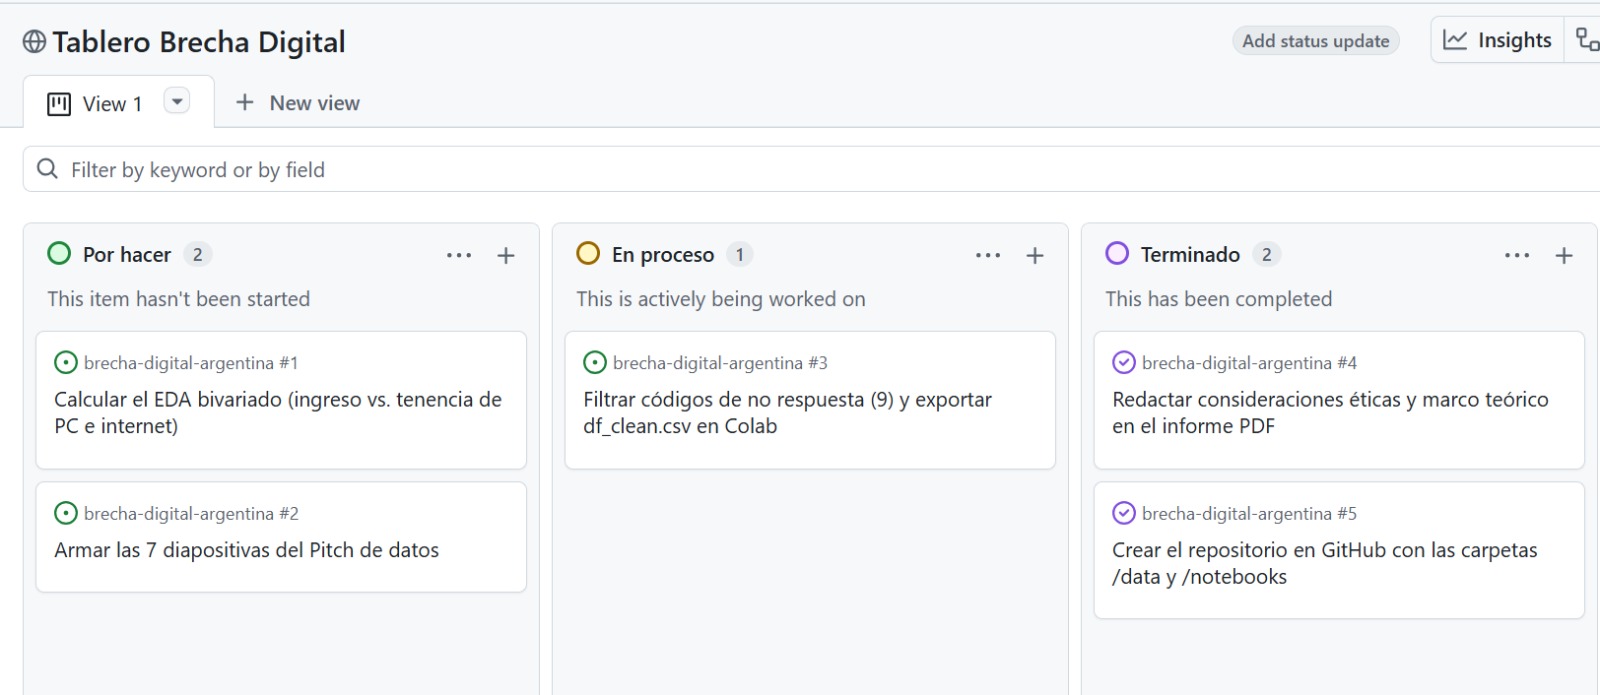 Tablero Brecha Digital
Add status update
Insights
View 1
New view
Filter by keyword or by field
Por hacer 2
This item hasn't been started
brecha-digital-argentina #1
Calcular el EDA bivariado (ingreso vs. tenencia de
PC e internet)
brecha-digital-argentina #2
Armar las 7 diapositivas del Pitch de datos
En proceso 1
This is actively being worked on
brecha-digital-argentina #3
Filtrar códigos de no respuesta (9) y exportar
df_clean.csv en Colab
Terminado 2
This has been completed
brecha-digital-argentina #4
Redactar consideraciones éticas y marco teórico
en el informe PDF
brecha-digital-argentina #5
Crear el repositorio en GitHub con las carpetas
/data y /notebooks